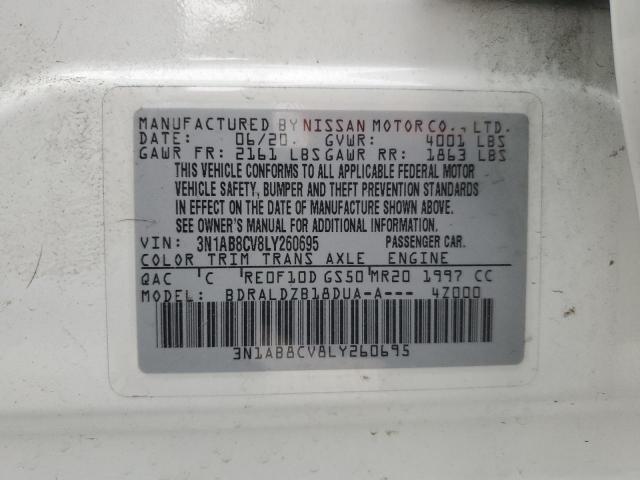 MANUFACTURED BY NISSAN MOTOR CO., LTD.
DATE: 06/20. GVWR: 4001 LBS
GAWR FR: 2161 LBS GAWR RR: 1863 LBS
THIS VEHICLE CONFORMS TO ALL APPLICABLE FEDERAL MOTOR
VEHICLE SAFETY, BUMPER AND THEFT PREVENTION STANDARDS
IN EFFECT ON THE DATE OF MANUFACTURE SHOWN ABOVE.
SEE OWNER'S MANUAL FOR ADDITIONAL INFORMATION.
VIN: 3N1AB8CV8LY260695 PASSENGER CAR.
COLOR TRIM TRANS AXLE ENGINE
QAC C RE0F10D GS50 MR20 1997 CC
MODEL: BDRALDZB18DUA-A--- 4Z000
3N1AB8CV8LY260695